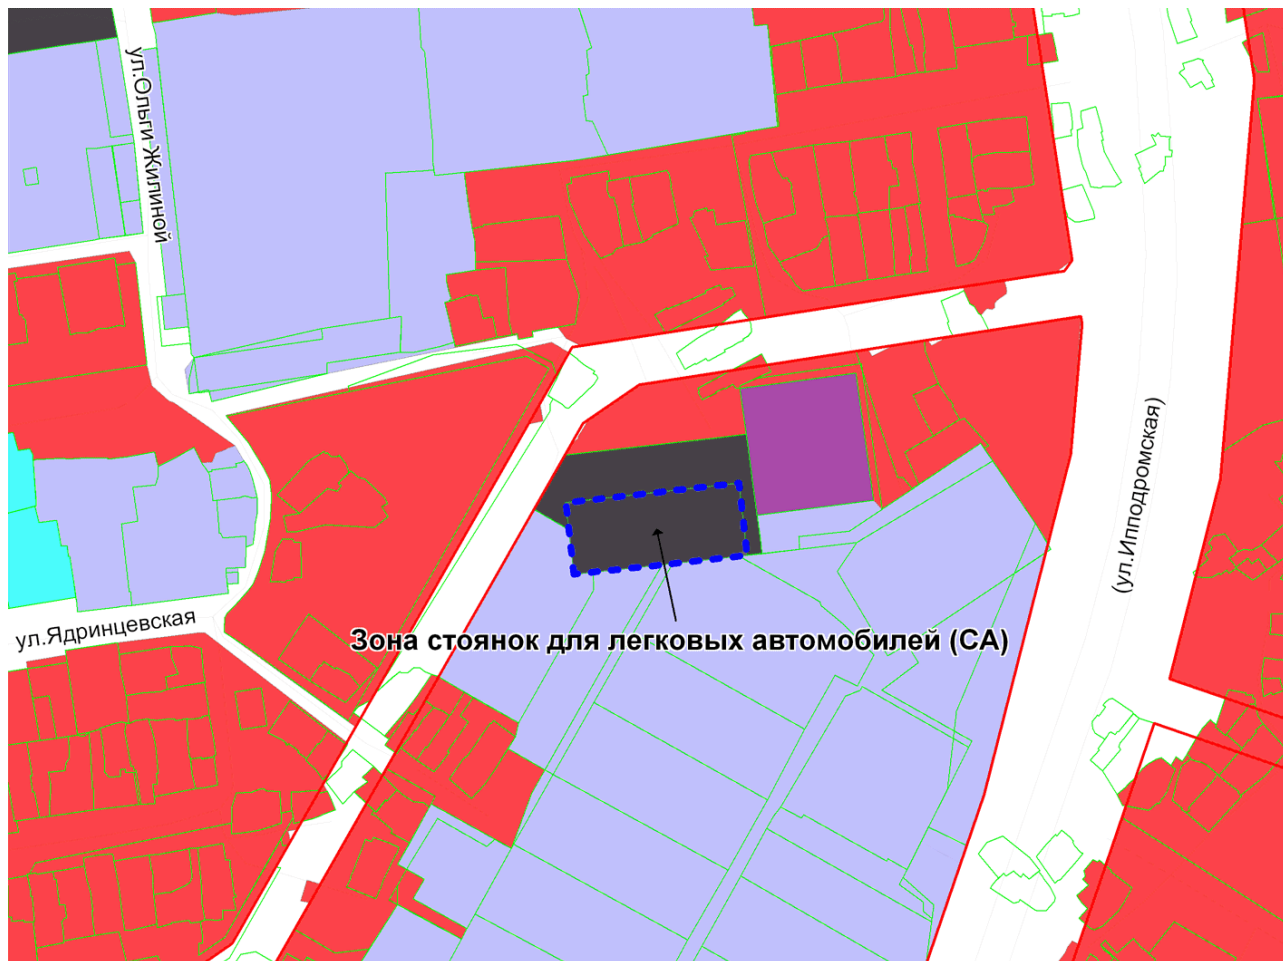 ул.Ольги Жилиной
(ул.Ипподромская)
ул.Ядринцевская
Зона стоянок для легковых автомобилей (СА)